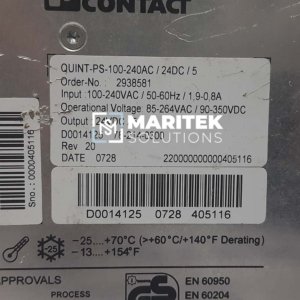 CONTACT
QUINT-PS-100-240AC / 24DC / 5
Order-No.: 2938581
Input: 100-240VAC / 50-60Hz / 1.9-0.8A
Operational Voltage: 85-264VAC / 90-350VDC
Output
MARITEK
SOLUTIONS
D0014125
Rev 20
DATE 0728 220000000000405116
Sno.: 0000405116
D0014125 0728 405116
-25
-25....+70°C (>+60°C/+140°F Derating)
-13....+154°F
APPROVALS
PROCESS
EN 60950
EN 60204